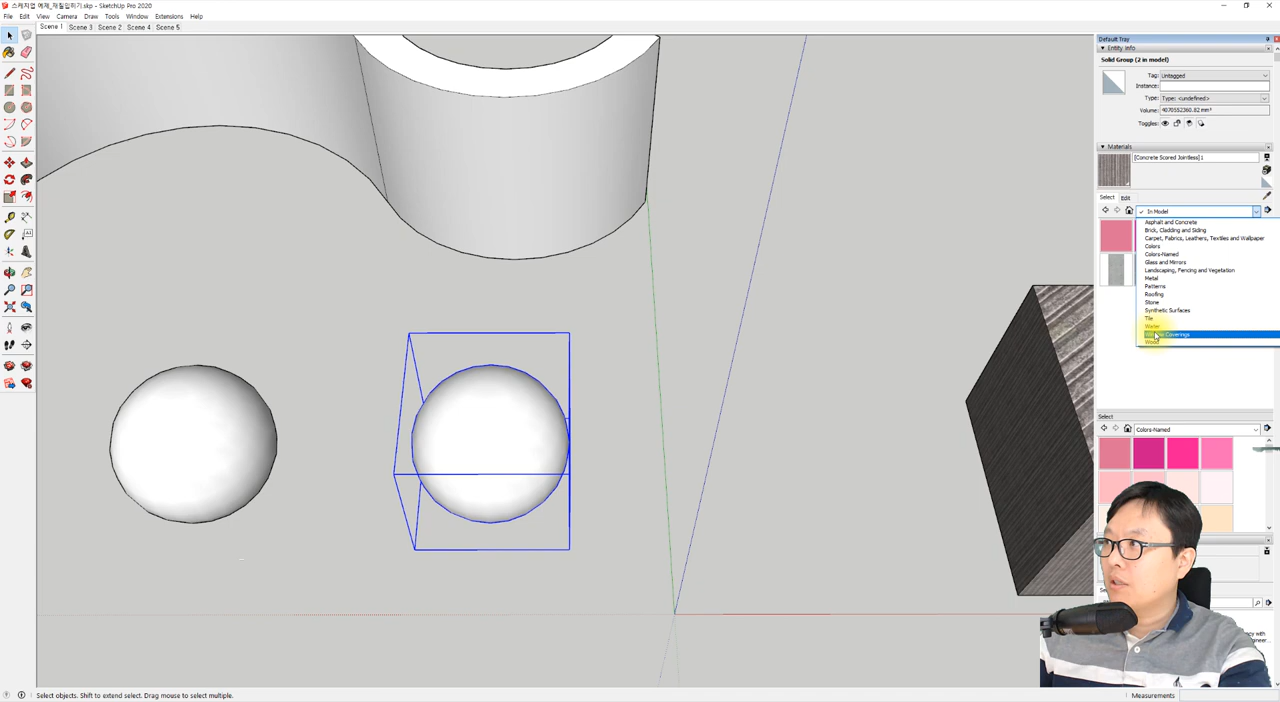 스케치업 예제_재질입히기.skp - SketchUp Pro 2020
File Edit View Camera Draw Tools Window Extensions Help
Scene 1 Scene 3 Scene 2 Scene 4 Scene 5
Default Tray
Entity Info
Solid Group (2 in model)
Tag: Untagged
Instance:
Type: Type: <undefined>
Volume:
Toggles:
Materials
[Concrete Scored Jointless]1
Select Edit
In Model
Asphalt and Concrete
Brick, Cladding and Siding
Carpet, Fabrics, Leathers, Textiles and Wallpaper
Colors
Colors-Named
Glass and Mirrors
Landscaping, Fencing and Vegetation
Metal
Patterns
Roofing
Stone
Synthetic Surfaces
Tile
Water
Coverings
Wood
Select
Colors-Named
Select objects. Shift to extend select. Drag mouse to select multiple.
Measurements